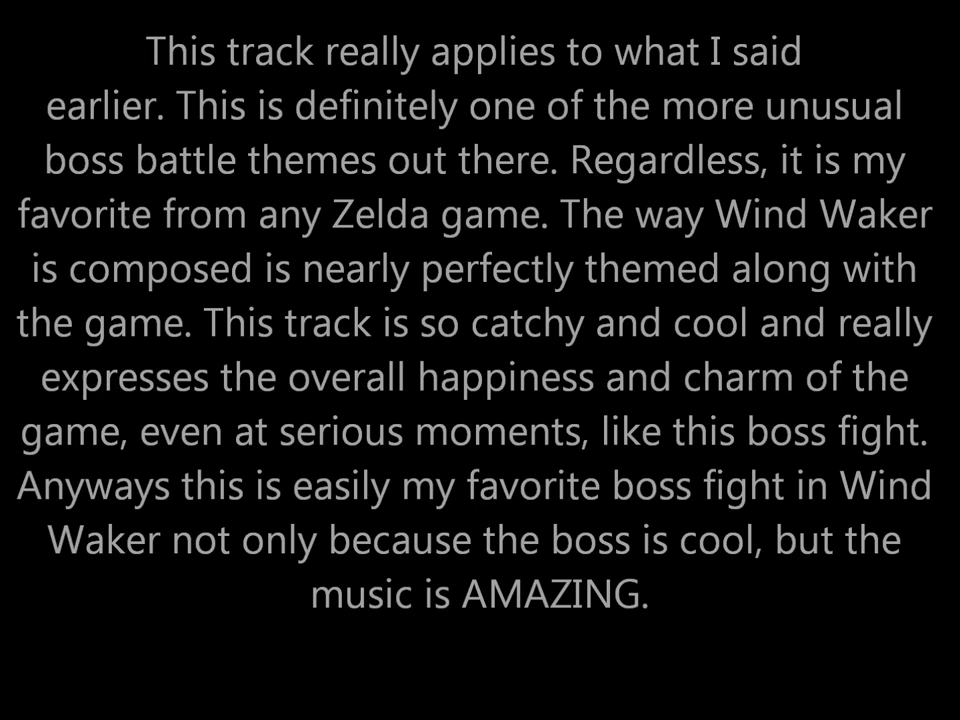 This track really applies to what I said
earlier. This is definitely one of the more unusual
boss battle themes out there. Regardless, it is my
favorite from any Zelda game. The way Wind Waker
is composed is nearly perfectly themed along with
the game. This track is so catchy and cool and really
expresses the overall happiness and charm of the
game, even at serious moments, like this boss fight.
Anyways this is easily my favorite boss fight in Wind
Waker not only because the boss is cool, but the
music is AMAZING.